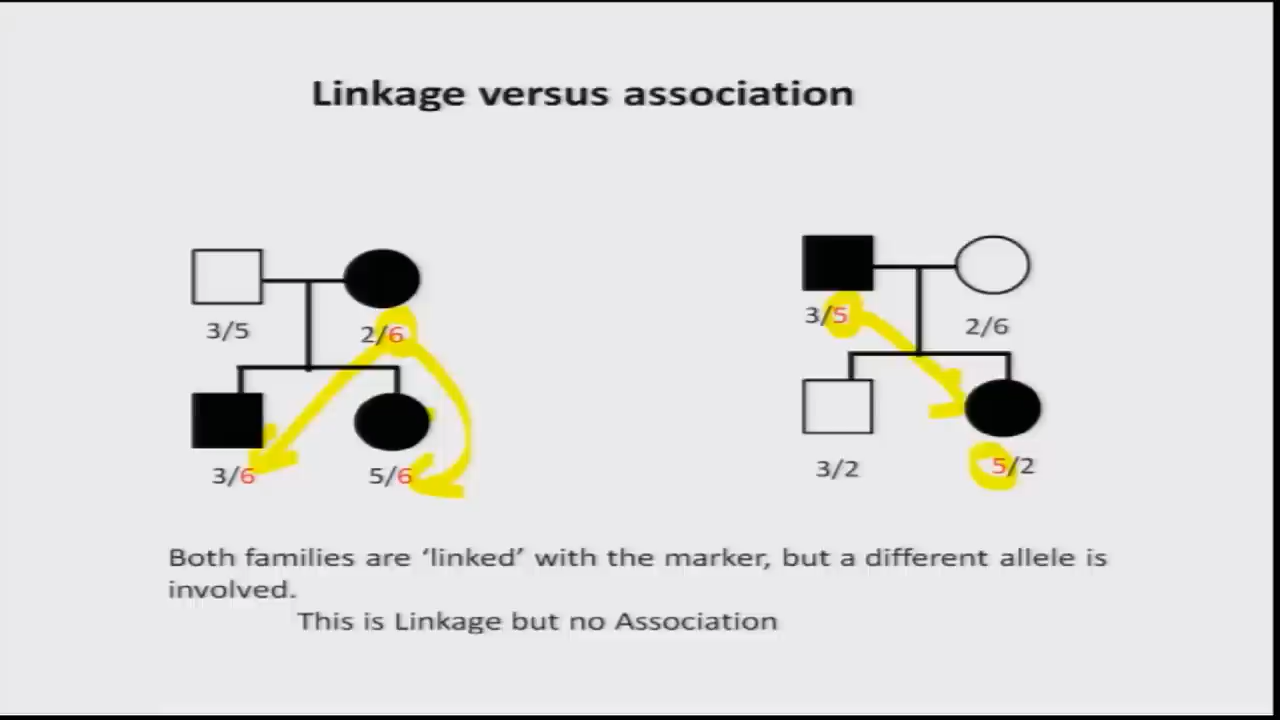 Linkage versus association
3/5
2/6
3/5
2/6
3/6
5/6
3/2
5/2
Both families are ‘linked’ with the marker, but a different allele is
involved.
This is Linkage but no Association